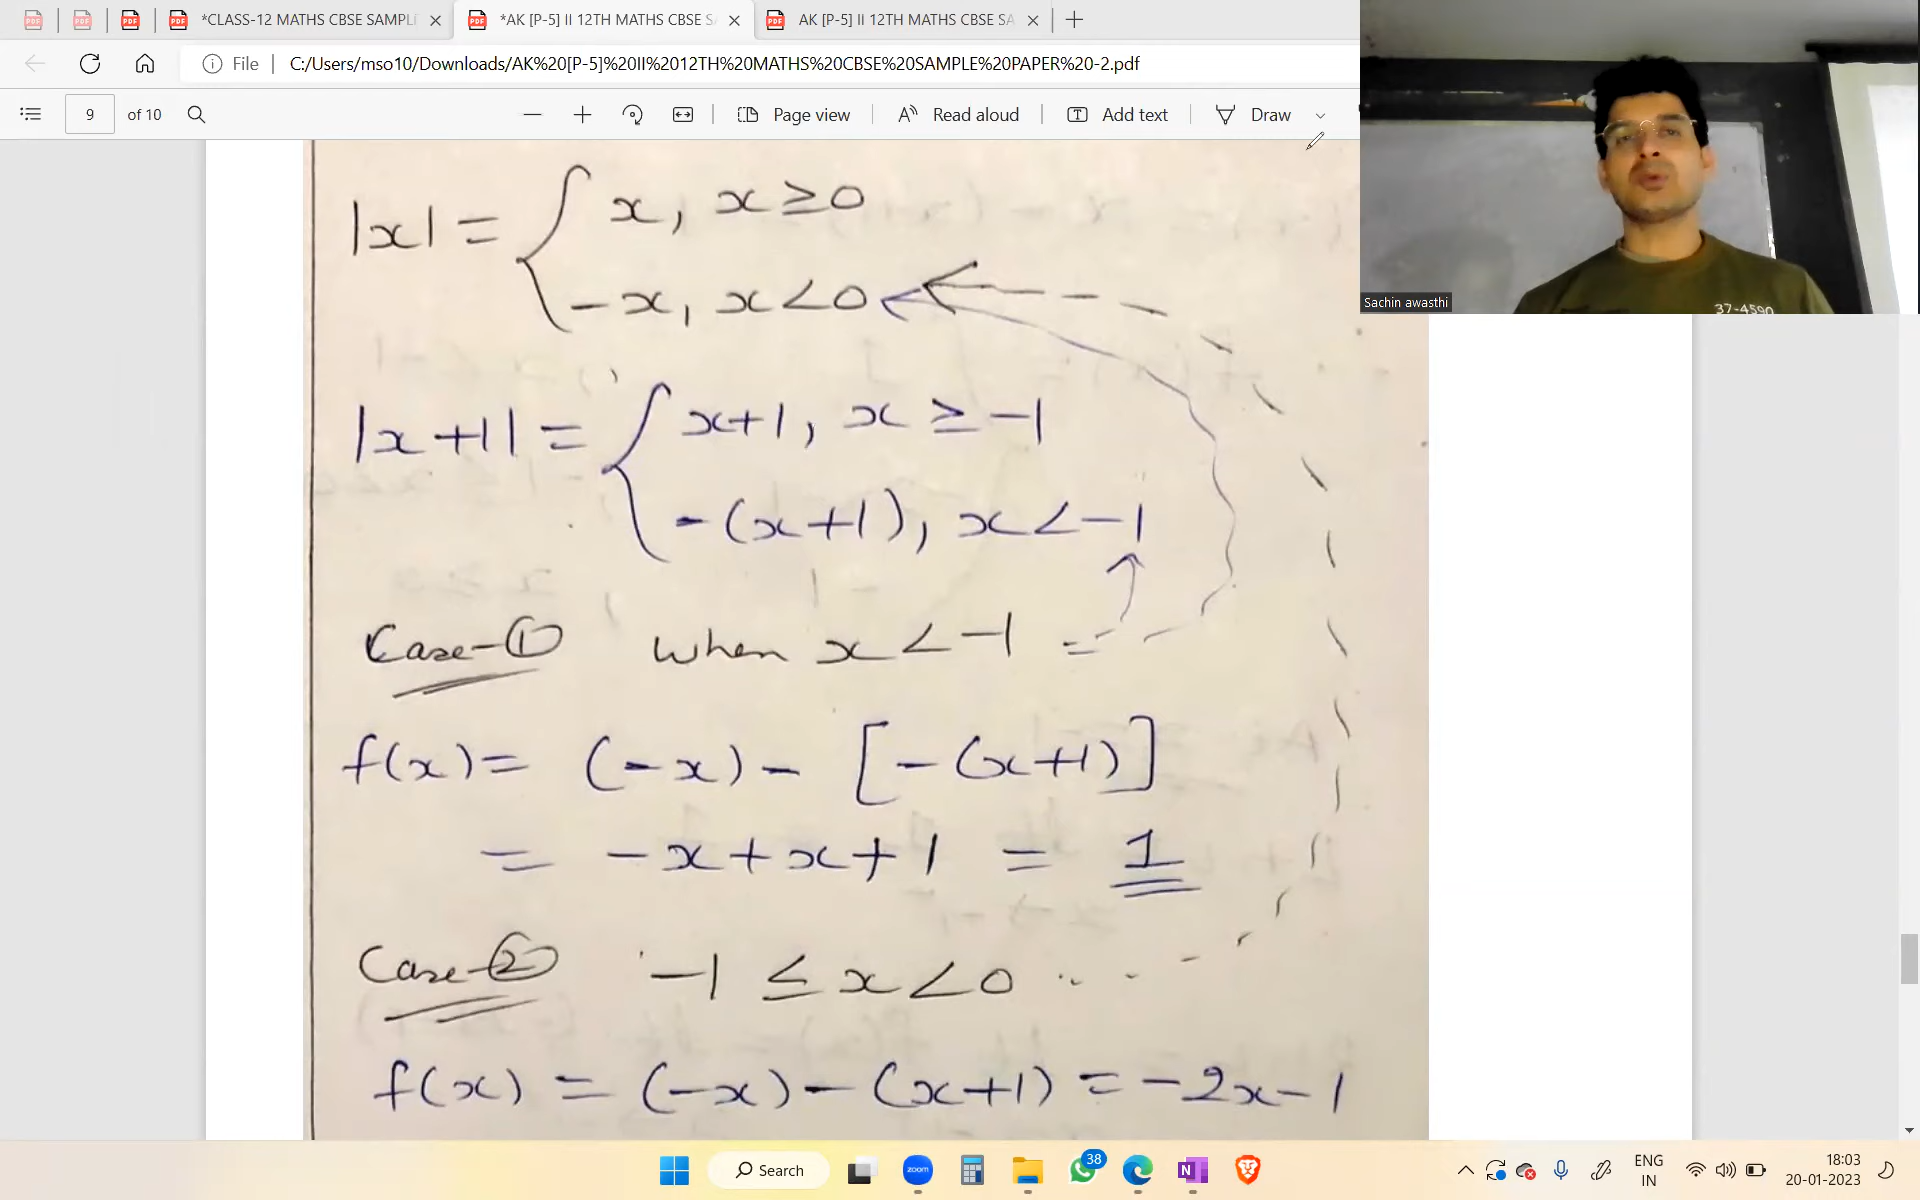 *CLASS-12 MATHS CBSE SAMPL
*AK [P-5] II 12TH MATHS CBSE SA
AK [P-5] II 12TH MATHS CBSE SA
File
C:/Users/mso10/Downloads/AK%20[P-5]%20II%2012TH%20MATHS%20CBSE%20SAMPLE%20PAPER%20-2.pdf
9 of 10
Page view
Read aloud
Add text
Draw
Sachin awasthi
37-4590
|x| = { x, x ≥ 0
-x, x < 0
|x+1| = { x+1, x ≥ -1
-(x+1), x < -1
Case-① When x < -1
f(x) = (-x) - [-(x+1)]
= -x + x + 1 = 1
Case-② -1 ≤ x < 0
f(x) = (-x) - (x+1) = -2x-1
Search
zoom
38
N
ENG
IN
18:03
20-01-2023